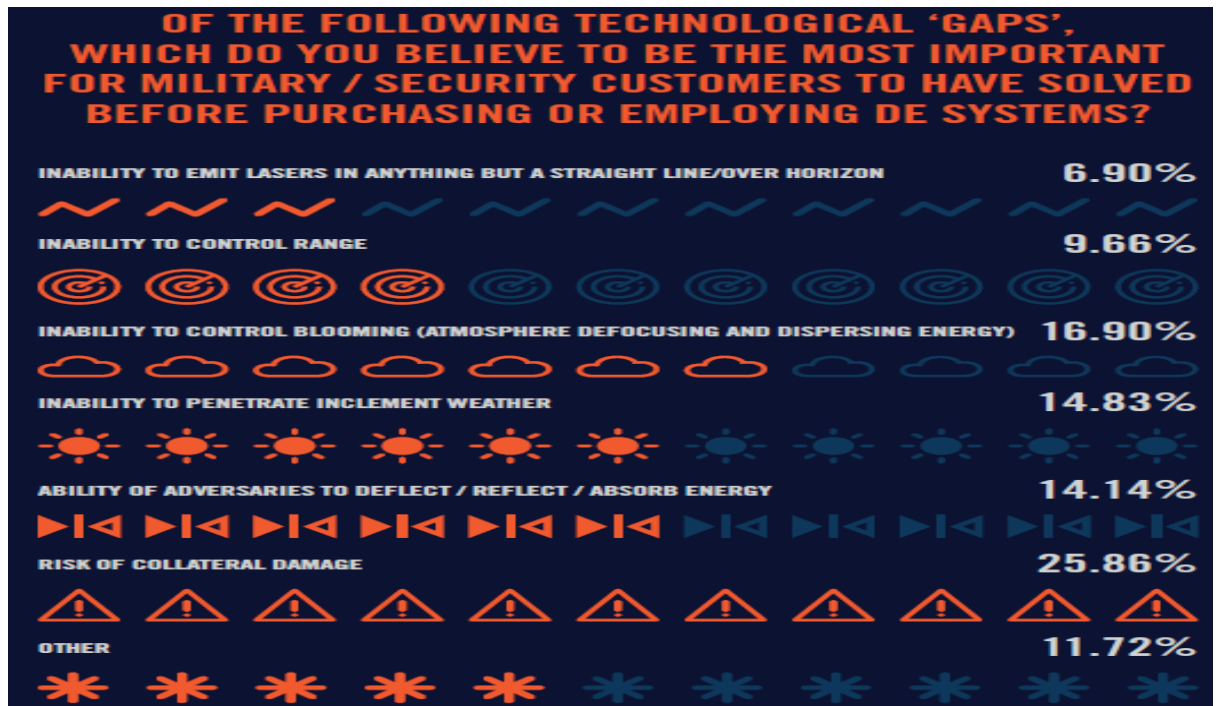 OF THE FOLLOWING TECHNOLOGICAL ‘GAPS’,
WHICH DO YOU BELIEVE TO BE THE MOST IMPORTANT
FOR MILITARY / SECURITY CUSTOMERS TO HAVE SOLVED
BEFORE PURCHASING OR EMPLOYING DE SYSTEMS?
INABILITY TO EMIT LASERS IN ANYTHING BUT A STRAIGHT LINE/OVER HORIZON 6.90%
INABILITY TO CONTROL RANGE 9.66%
INABILITY TO CONTROL BLOOMING (ATMOSPHERE DEFOCUSING AND DISPERSING ENERGY) 16.90%
INABILITY TO PENETRATE INCLEMENT WEATHER 14.83%
ABILITY OF ADVERSARIES TO DEFLECT / REFLECT / ABSORB ENERGY 14.14%
RISK OF COLLATERAL DAMAGE 25.86%
OTHER 11.72%